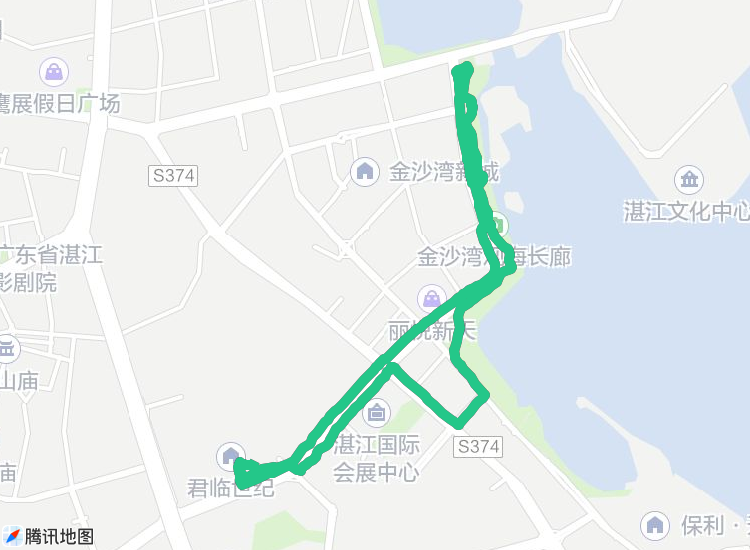 鹰展假日广场
S374
金沙湾新城
湛江文化中心
广东省湛江
影剧院
金沙湾观海长廊
丽悦新天
山庙
湛江国际
会展中心
S374
君临世纪
庙
保利·
腾讯地图